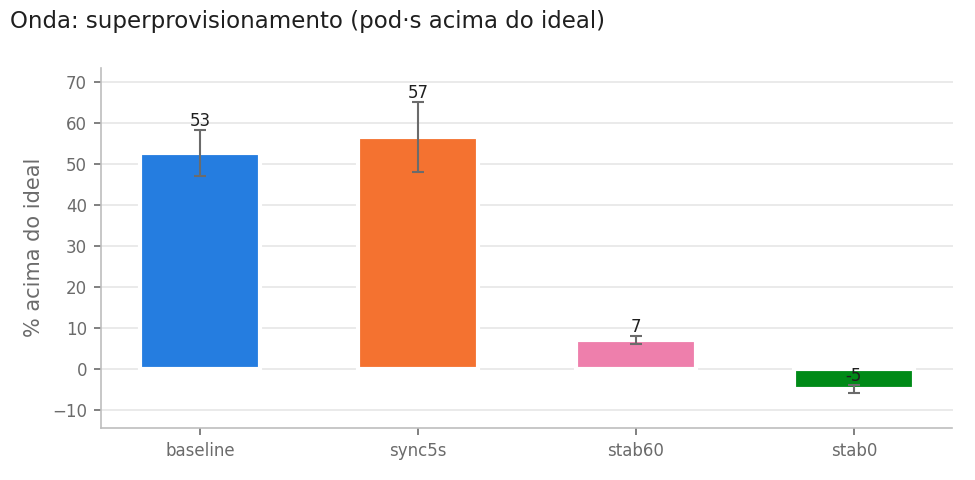 Onda: superprovisionamento (pod·s acima do ideal)
% acima do ideal
70
60
50
40
30
20
10
0
−10
53
57
7
-5
baseline
sync5s
stab60
stab0